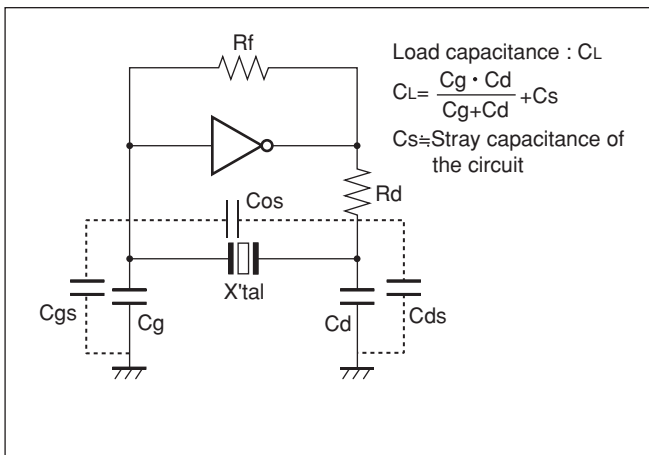 Rf
Load capacitance : CL
CL= Cg・Cd
Cg+Cd +Cs
Cs≒Stray capacitance of
the circuit
Rd
Cos
X'tal
Cgs
Cg
Cd
Cds